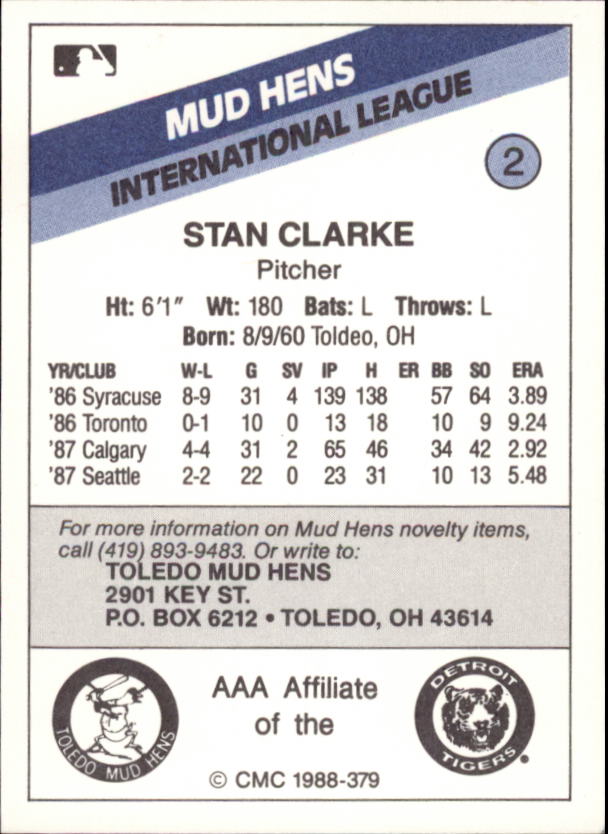 MUD HENS
INTERNATIONAL LEAGUE
2
STAN CLARKE
Pitcher
Ht: 6'1" Wt: 180 Bats: L Throws: L
Born: 8/9/60 Toldeo, OH
YR/CLUB W-L G SV IP H ER BB SO ERA
'86 Syracuse 8-9 31 4 139 138 57 64 3.89
'86 Toronto 0-1 10 0 13 18 10 9 9.24
'87 Calgary 4-4 31 2 65 46 34 42 2.92
'87 Seattle 2-2 22 0 23 31 10 13 5.48
For more information on Mud Hens novelty items,
call (419) 893-9483. Or write to:
TOLEDO MUD HENS
2901 KEY ST.
P.O. BOX 6212 • TOLEDO, OH 43614
TOLEDO MUD HENS
AAA Affiliate
of the
DETROIT
TIGERS
© CMC 1988-379